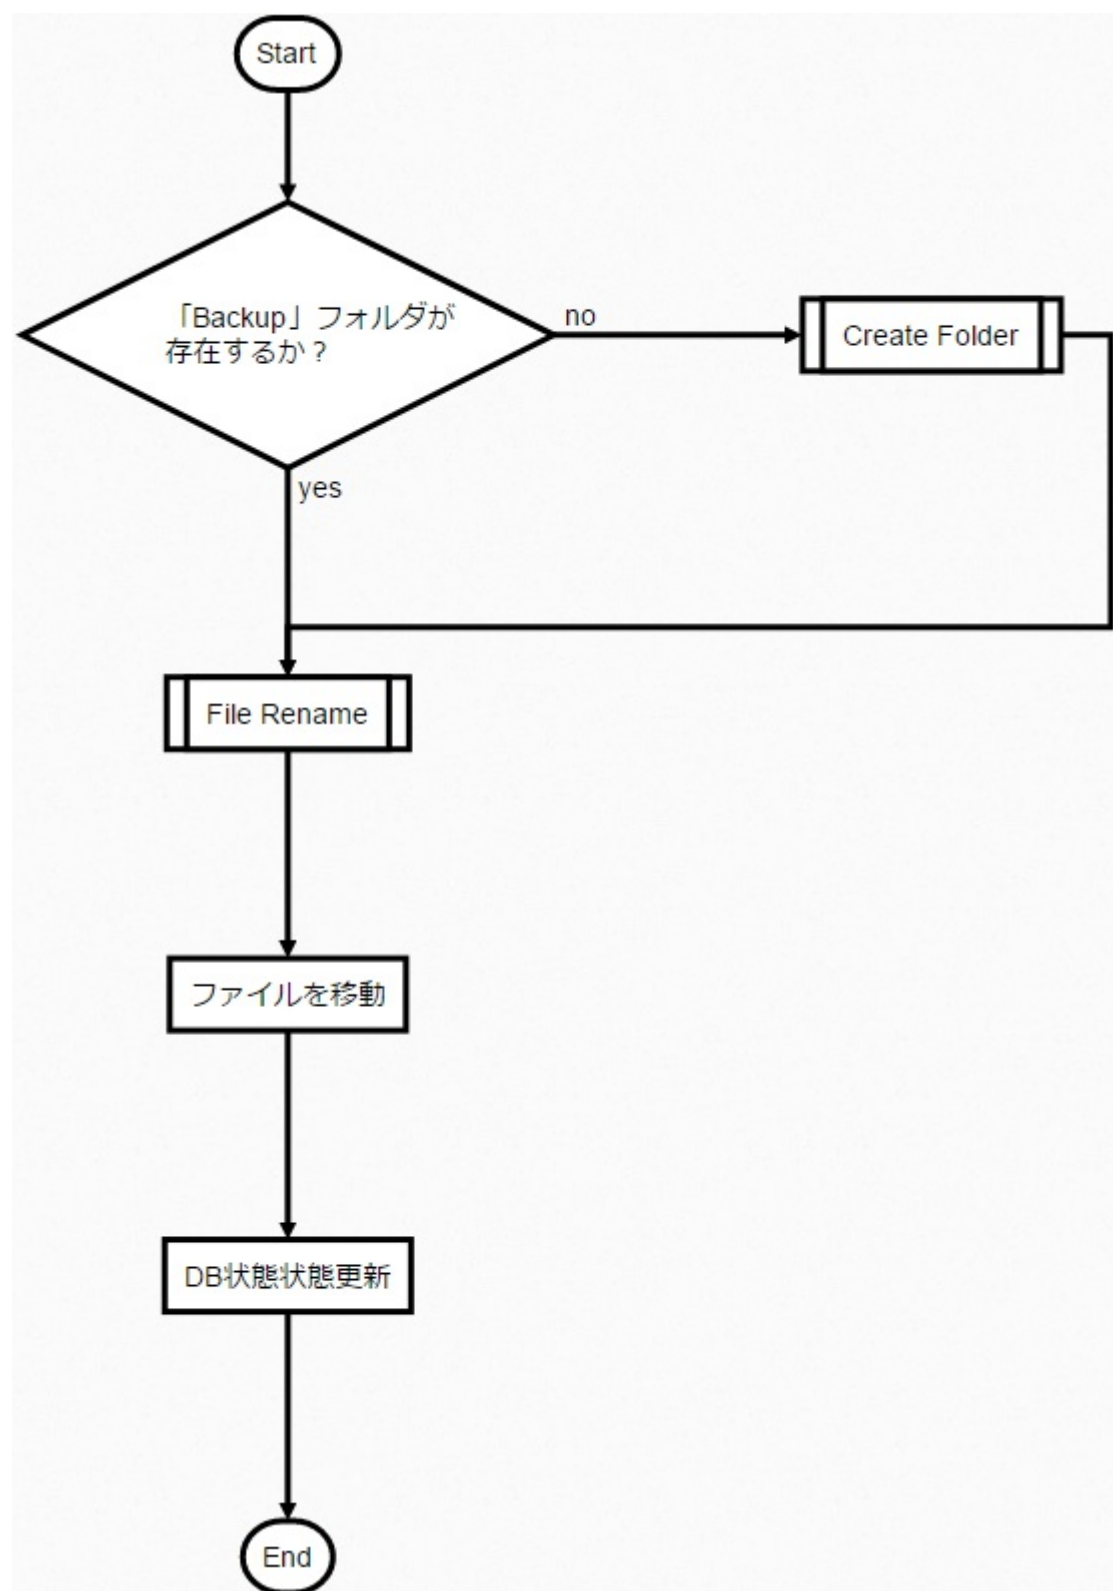 Start
「Backup」フォルダが
存在するか？
no
Create Folder
yes
File Rename
ファイルを移動
DB状態状態更新
End